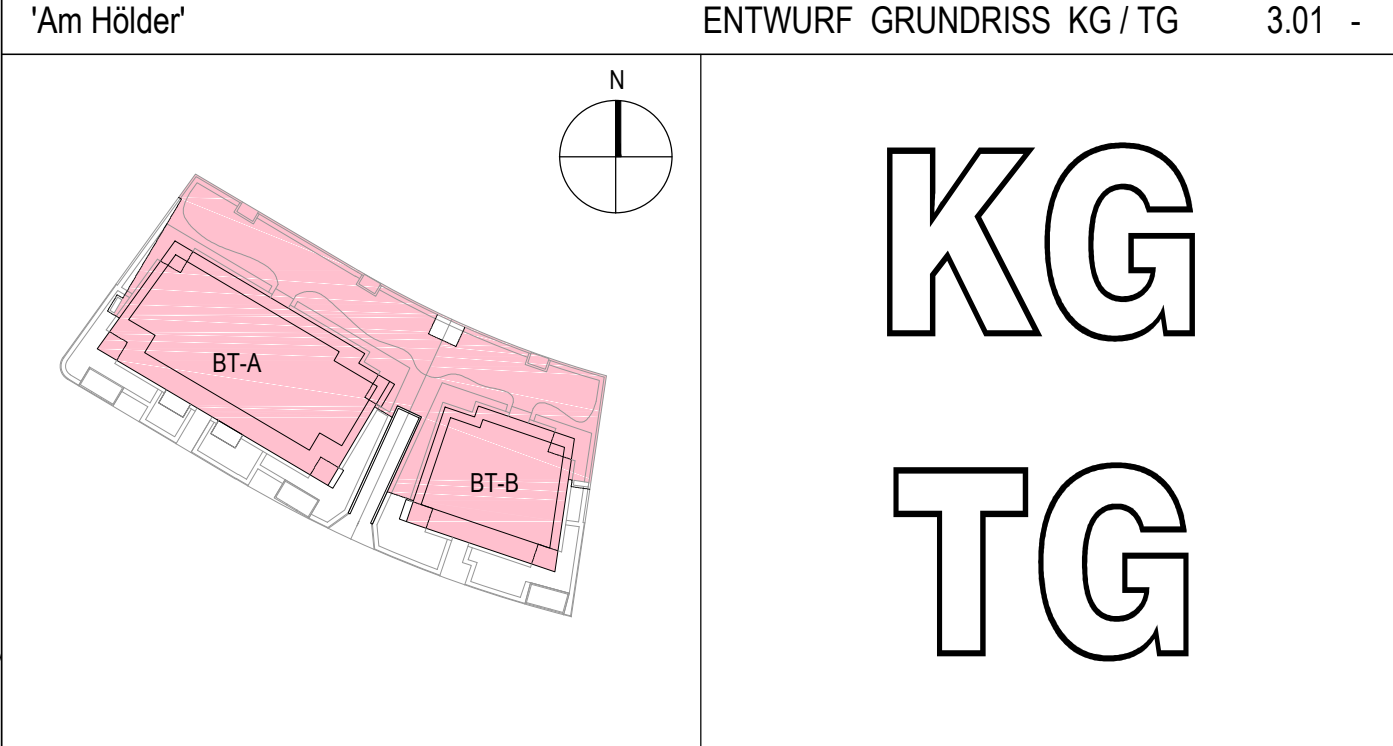 'Am Hölder' ENTWURF GRUNDRISS KG / TG 3.01 -
N
BT-A
BT-B
KG
TG